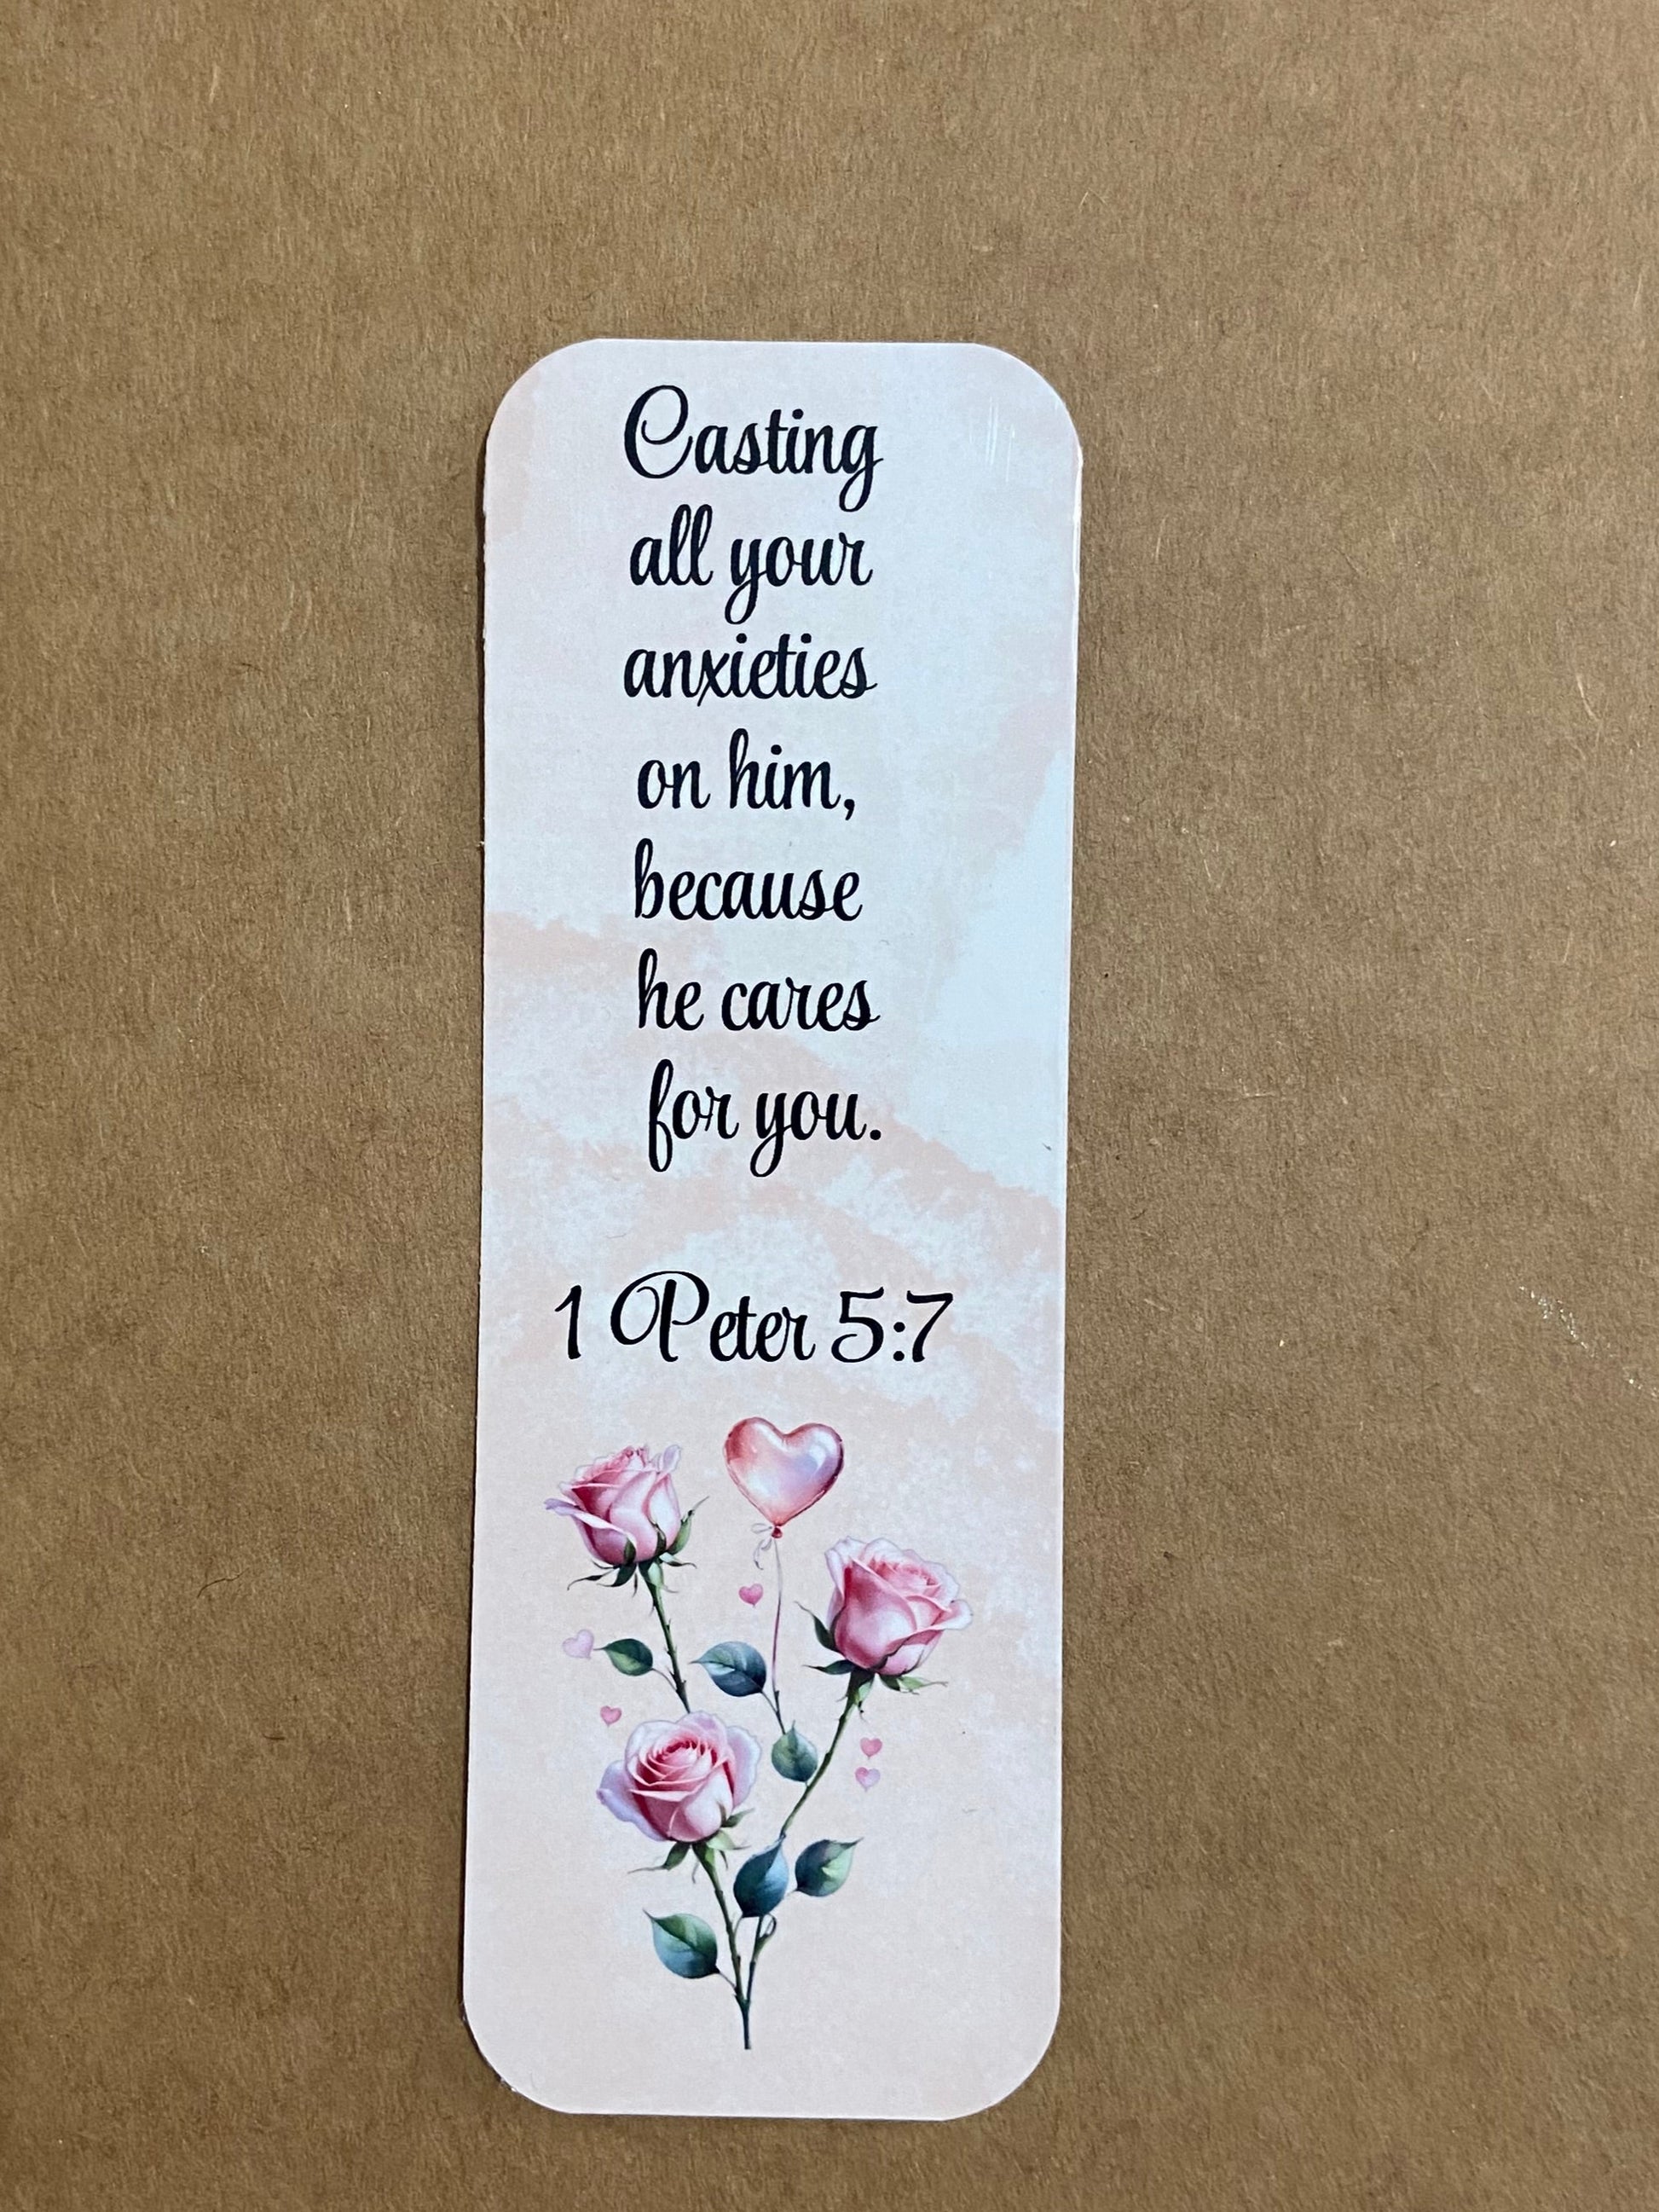 Casting
all your
anxieties
on him,
because
he cares
for you.
1 Peter 5:7